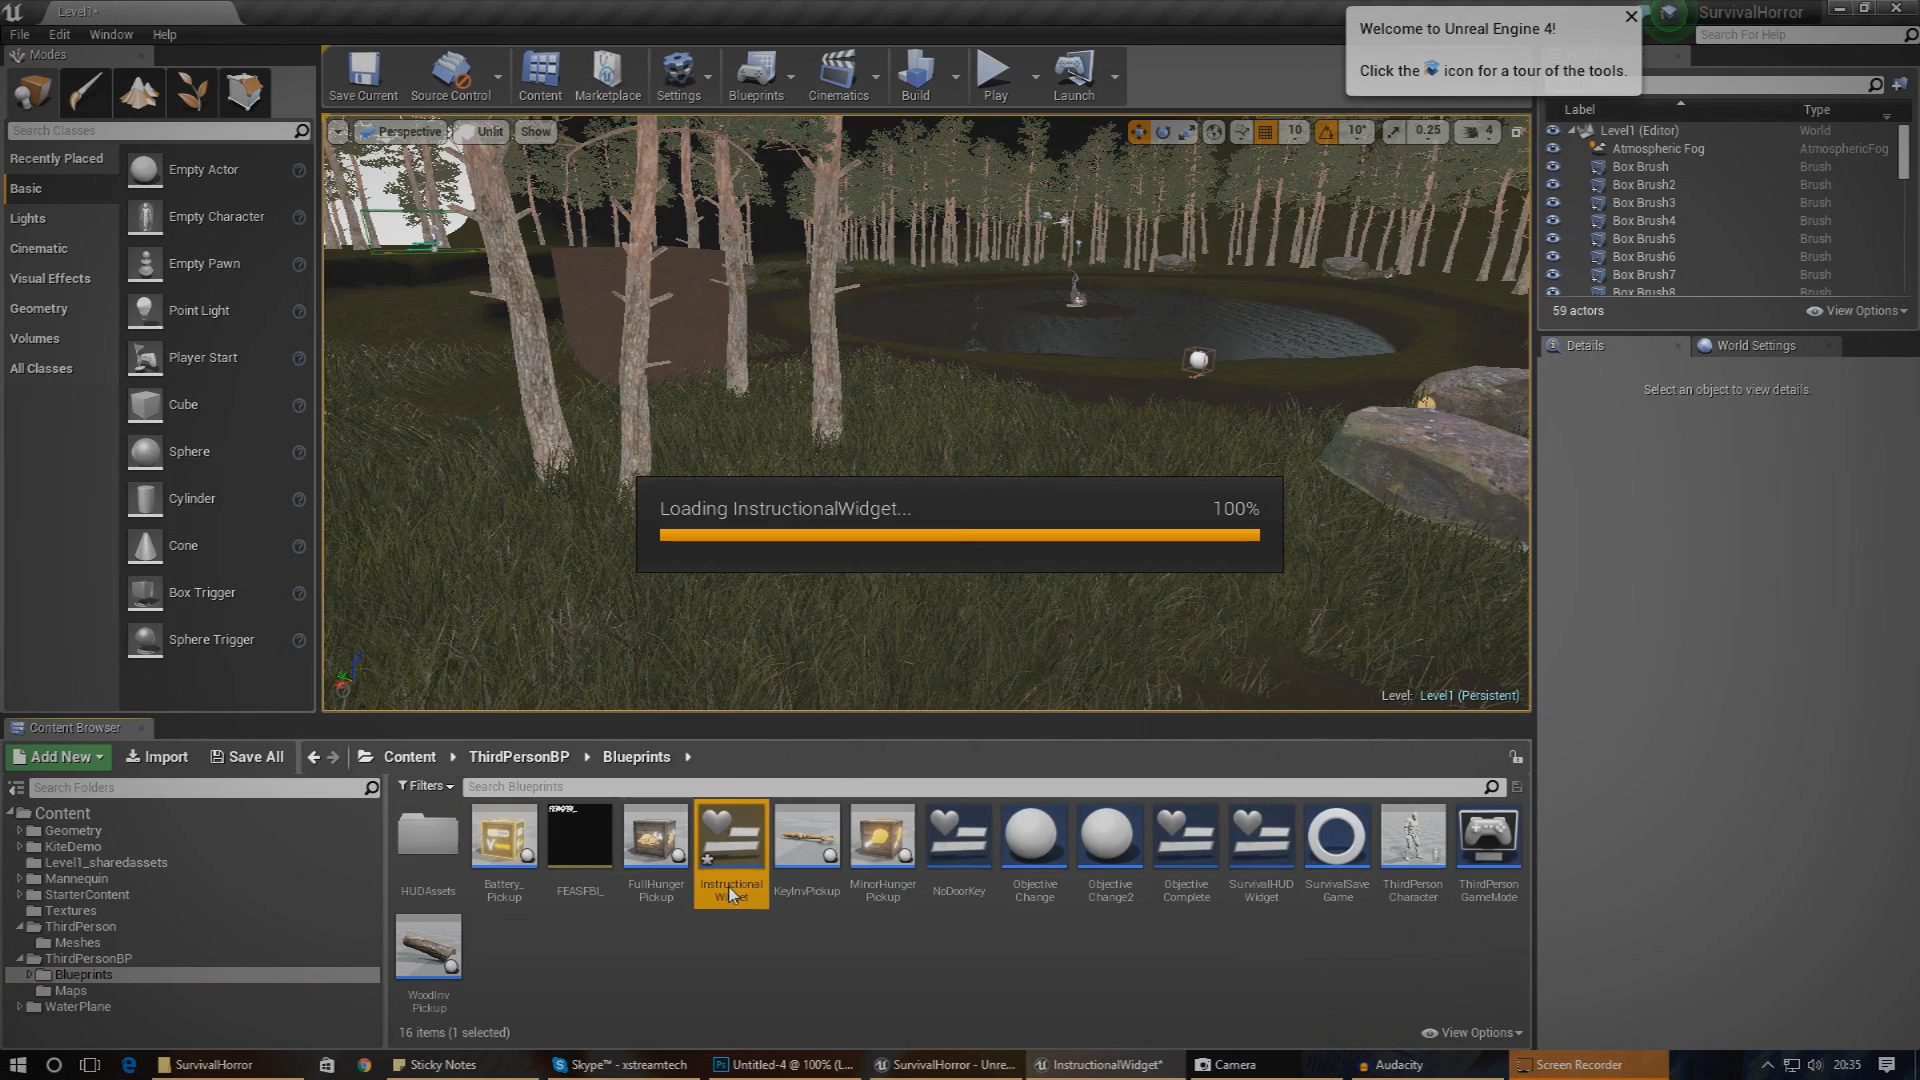 Level1*
SurvivalHorror
File Edit Window Help
Search For Help
Welcome to Unreal Engine 4!
Click the icon for a tour of the tools.
Modes
Save Current Source Control Content Marketplace Settings Blueprints Cinematics Build Play Launch
Search Classes
Recently Placed
Basic
Lights
Cinematic
Visual Effects
Geometry
Volumes
All Classes
Empty Actor
Empty Character
Empty Pawn
Point Light
Player Start
Cube
Sphere
Cylinder
Cone
Box Trigger
Sphere Trigger
Perspective Unlit Show
10 10° 0.25 4
Loading InstructionalWidget... 100%
Level: Level1 (Persistent)
Label Type
Level1 (Editor) World
Atmospheric Fog AtmosphericFog
Box Brush Brush
Box Brush2 Brush
Box Brush3 Brush
Box Brush4 Brush
Box Brush5 Brush
Box Brush6 Brush
Box Brush7 Brush
Box Brush8 Brush
59 actors View Options
Details World Settings
Select an object to view details.
Content Browser
Add New Import Save All Content ThirdPersonBP Blueprints
Search Folders
Filters Search Blueprints
Content
Geometry
KiteDemo
Level1_sharedassets
Mannequin
StarterContent
Textures
ThirdPerson
Meshes
ThirdPersonBP
Blueprints
Maps
WaterPlane
HUDAssets
Battery_
Pickup
FEASFBI_
FullHunger
Pickup
Instructional
Widget
KeyInvPickup
MinorHunger
Pickup
NoDoorKey
Objective
Change
Objective
Change2
Objective
Complete
SurvivalHUD
Widget
SurvivalSave
Game
ThirdPerson
Character
ThirdPerson
GameMode
WoodInv
Pickup
16 items (1 selected) View Options
SurvivalHorror Sticky Notes Skype™ - xstreamtech Untitled-4 @ 100% (L... SurvivalHorror - Unre... InstructionalWidget* Camera Audacity Screen Recorder 20:35